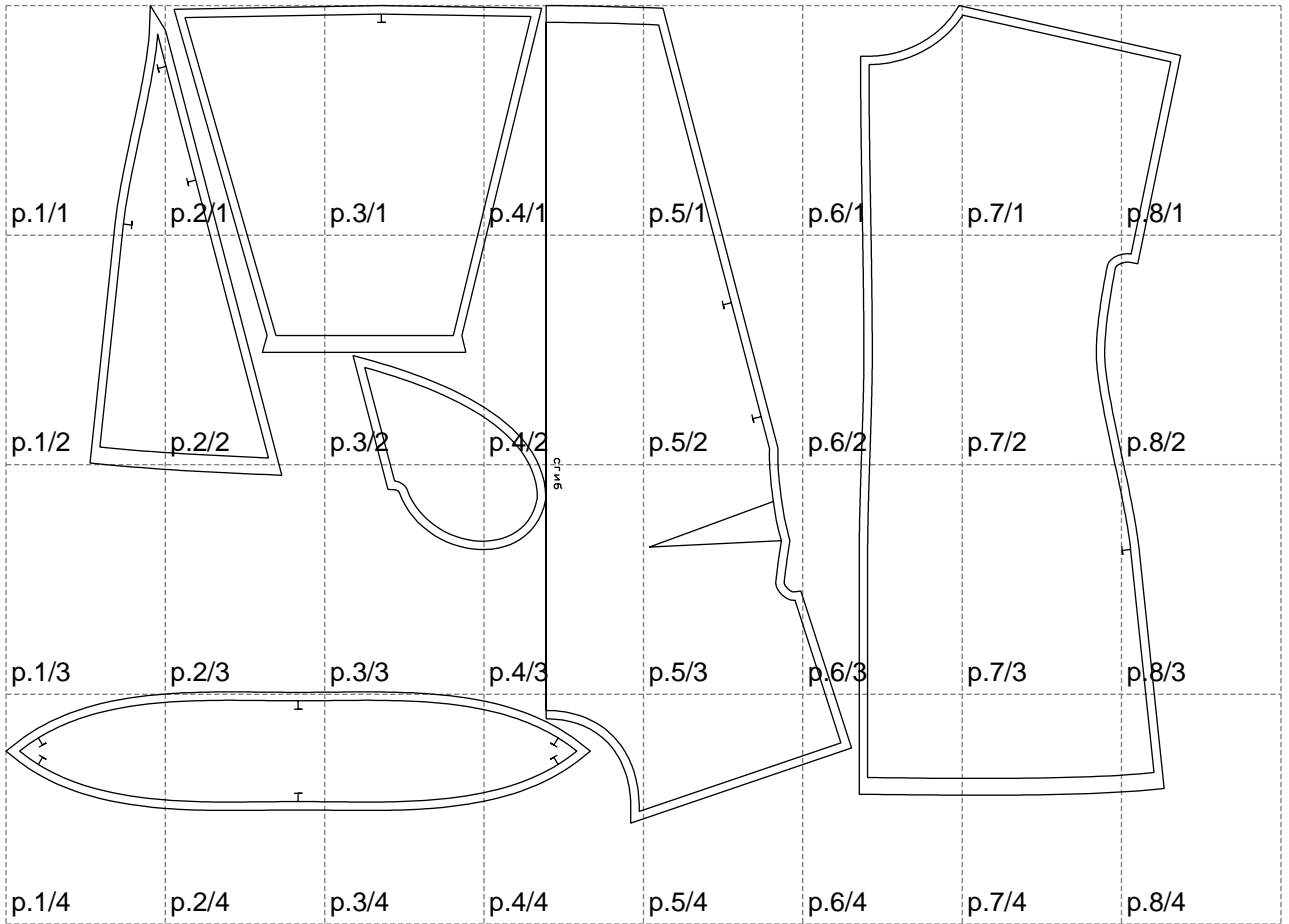 p.1/1 p.2/1 p.3/1 p.4/1 p.5/1 p.6/1 p.7/1 p.8/1
p.1/2 p.2/2 p.3/2 p.4/2 p.5/2 p.6/2 p.7/2 p.8/2
сгиб
p.1/3 p.2/3 p.3/3 p.4/3 p.5/3 p.6/3 p.7/3 p.8/3
p.1/4 p.2/4 p.3/4 p.4/4 p.5/4 p.6/4 p.7/4 p.8/4